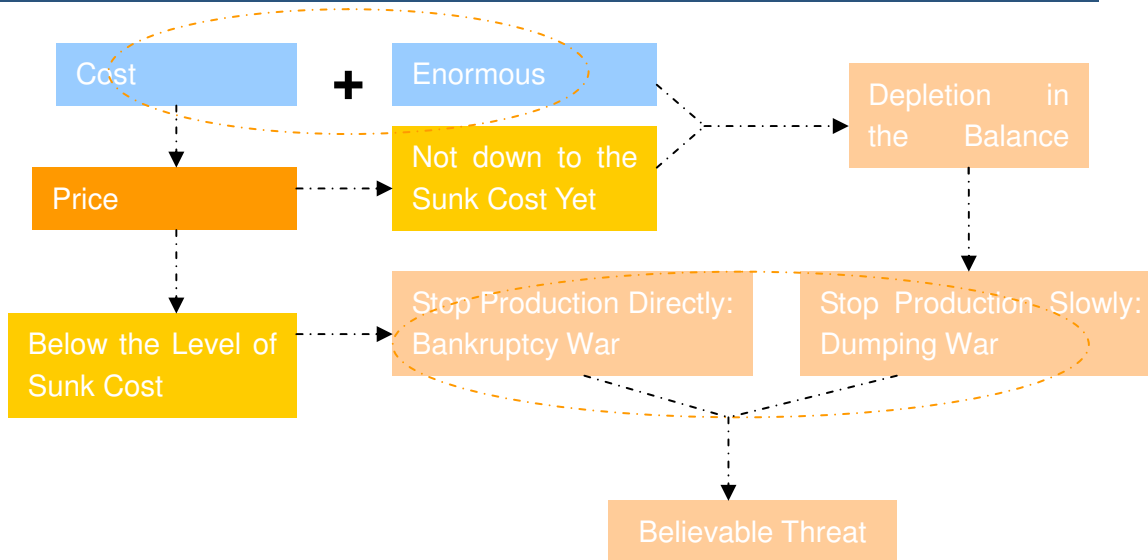 Cost
+
Enormous
Depletion in
the Balance
Not down to the
Sunk Cost Yet
Price
Stop Production Directly:
Bankruptcy War
Stop Production Slowly:
Dumping War
Below the Level of
Sunk Cost
Believable Threat